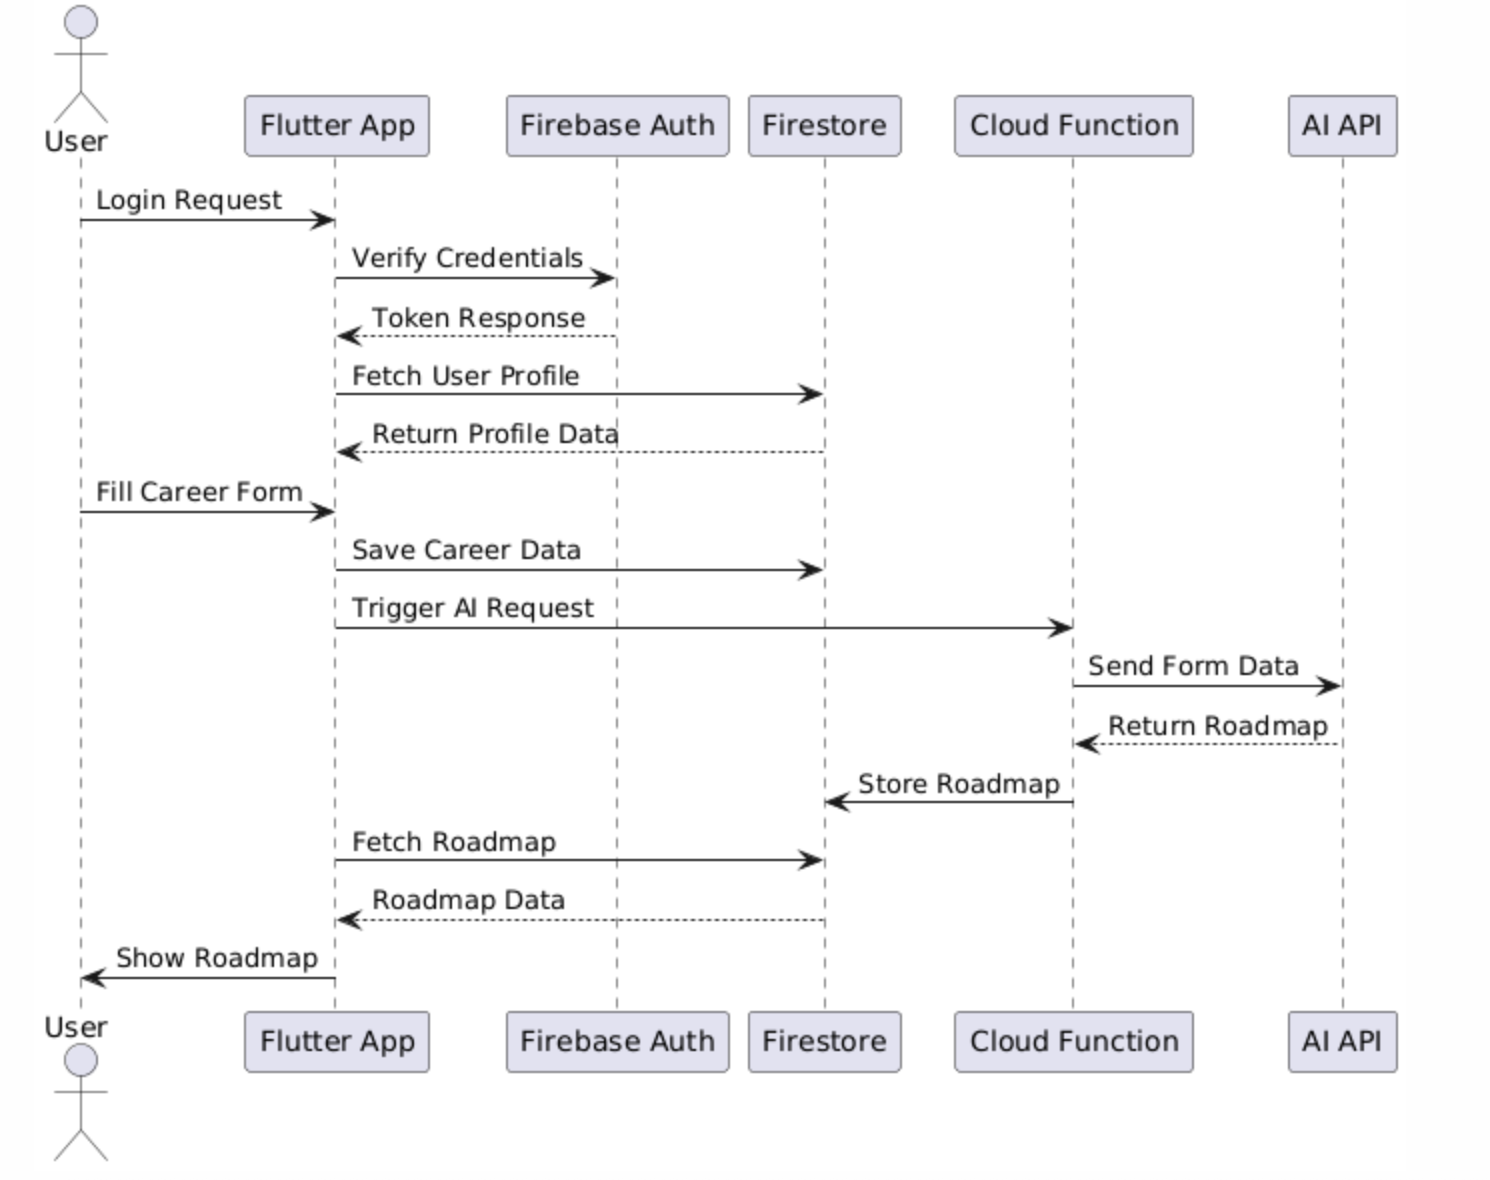 User
Flutter App
Firebase Auth
Firestore
Cloud Function
AI API
Login Request
Verify Credentials
Token Response
Fetch User Profile
Return Profile Data
Fill Career Form
Save Career Data
Trigger AI Request
Send Form Data
Return Roadmap
Store Roadmap
Fetch Roadmap
Roadmap Data
Show Roadmap
User
Flutter App
Firebase Auth
Firestore
Cloud Function
AI API